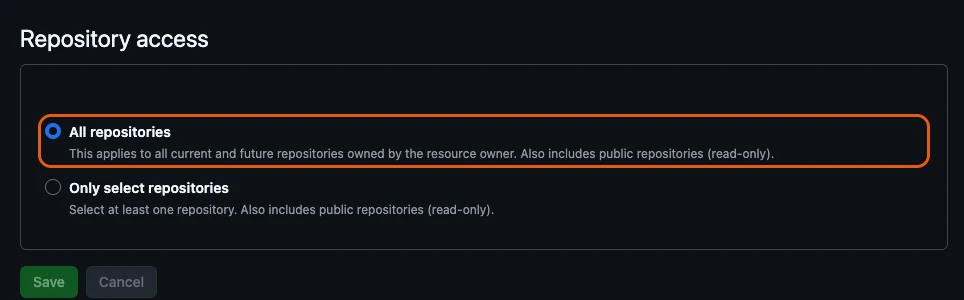 Repository access
All repositories
This applies to all current and future repositories owned by the resource owner. Also includes public repositories (read-only).
Only select repositories
Select at least one repository. Also includes public repositories (read-only).
Save
Cancel